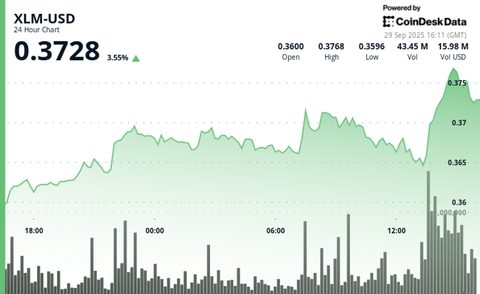 XLM-USD
24 Hour Chart
0.3728 3.55%
Powered by
CoinDesk Data
29 Sep 2025 16:11 (GMT)
0.3600 0.3768 0.3596 43.45 M 15.98 M
Open High Low Vol Vol USD
0.375
0.37
0.365
0.36
18:00 00:00 06:00 12:00